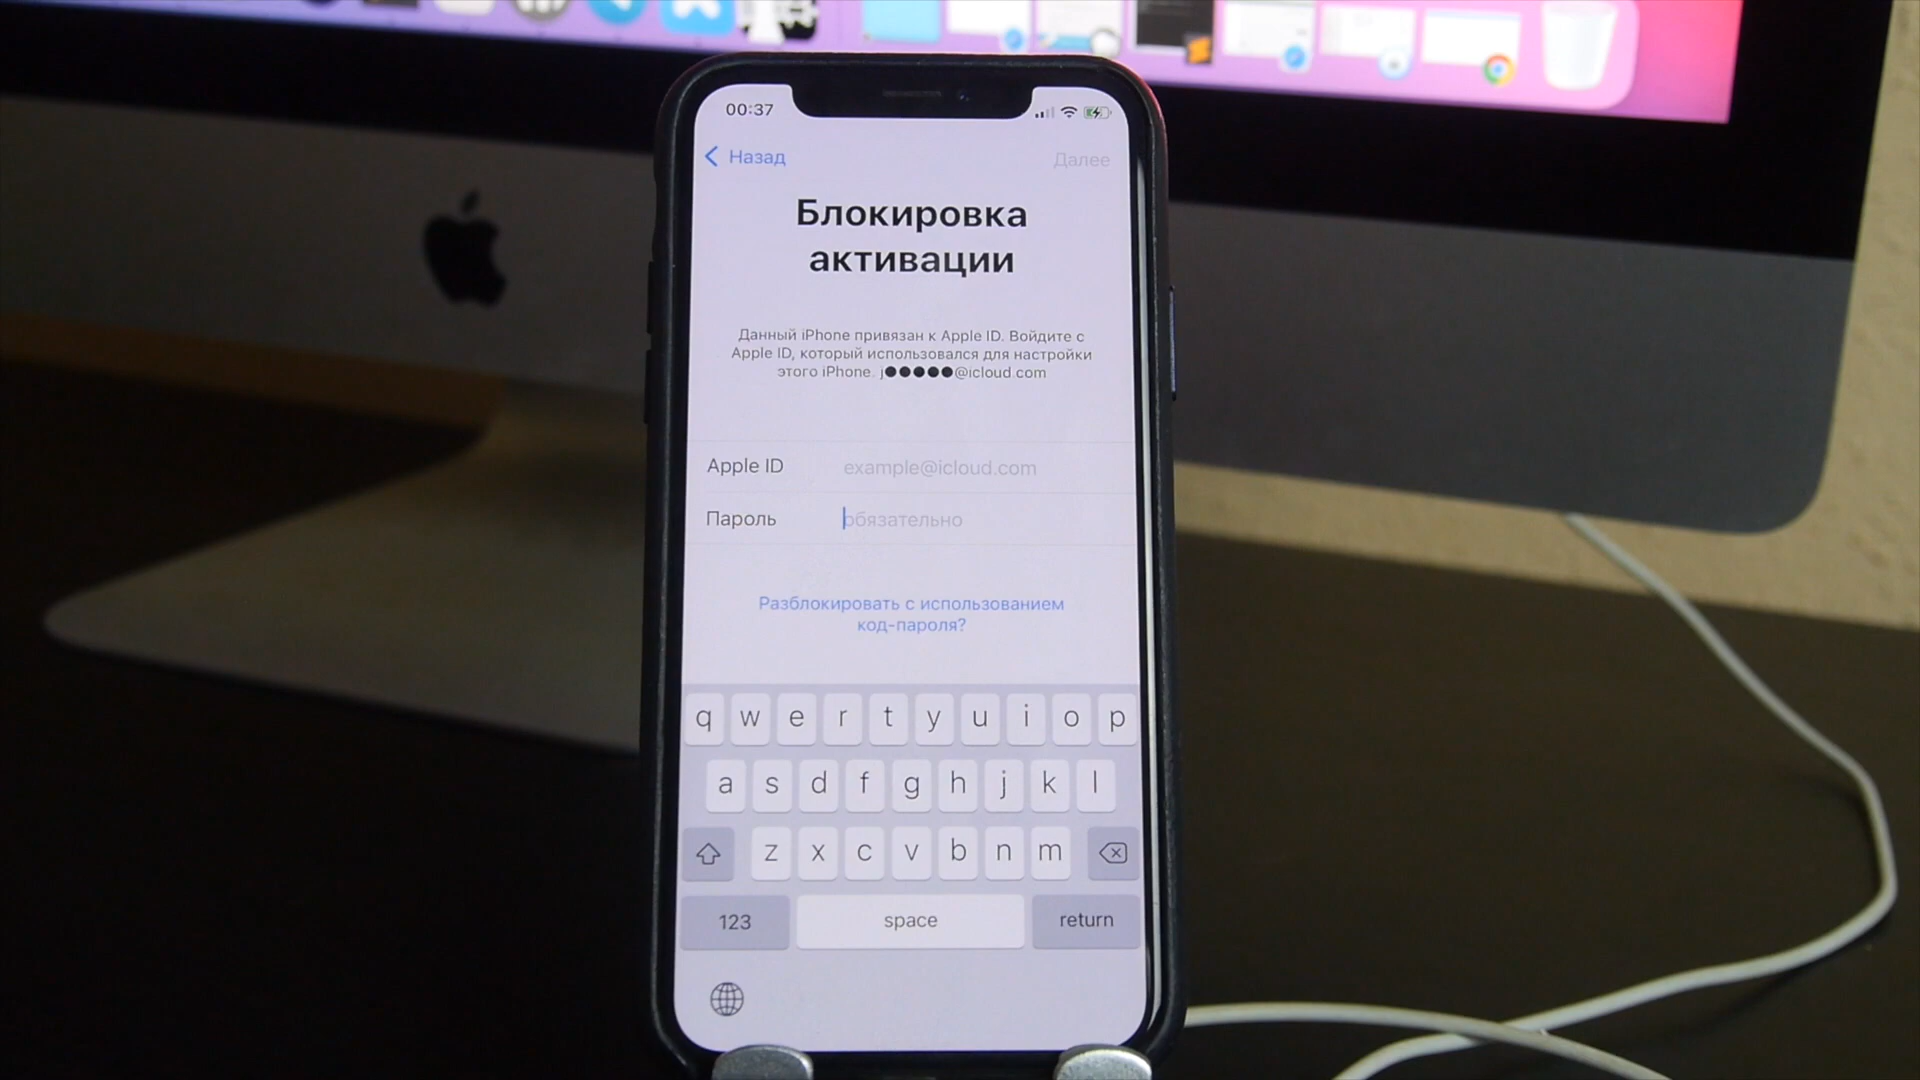 00:37
Назад
Далее
Блокировка
активации
Данный iPhone привязан к Apple ID. Войдите с
Apple ID, который использовался для настройки
этого iPhone. j●●●●●@icloud.com
Apple ID example@icloud.com
Пароль обязательно
Разблокировать с использованием
код-пароля?
q w e r t y u i o p
a s d f g h j k l
z x c v b n m
123 space return